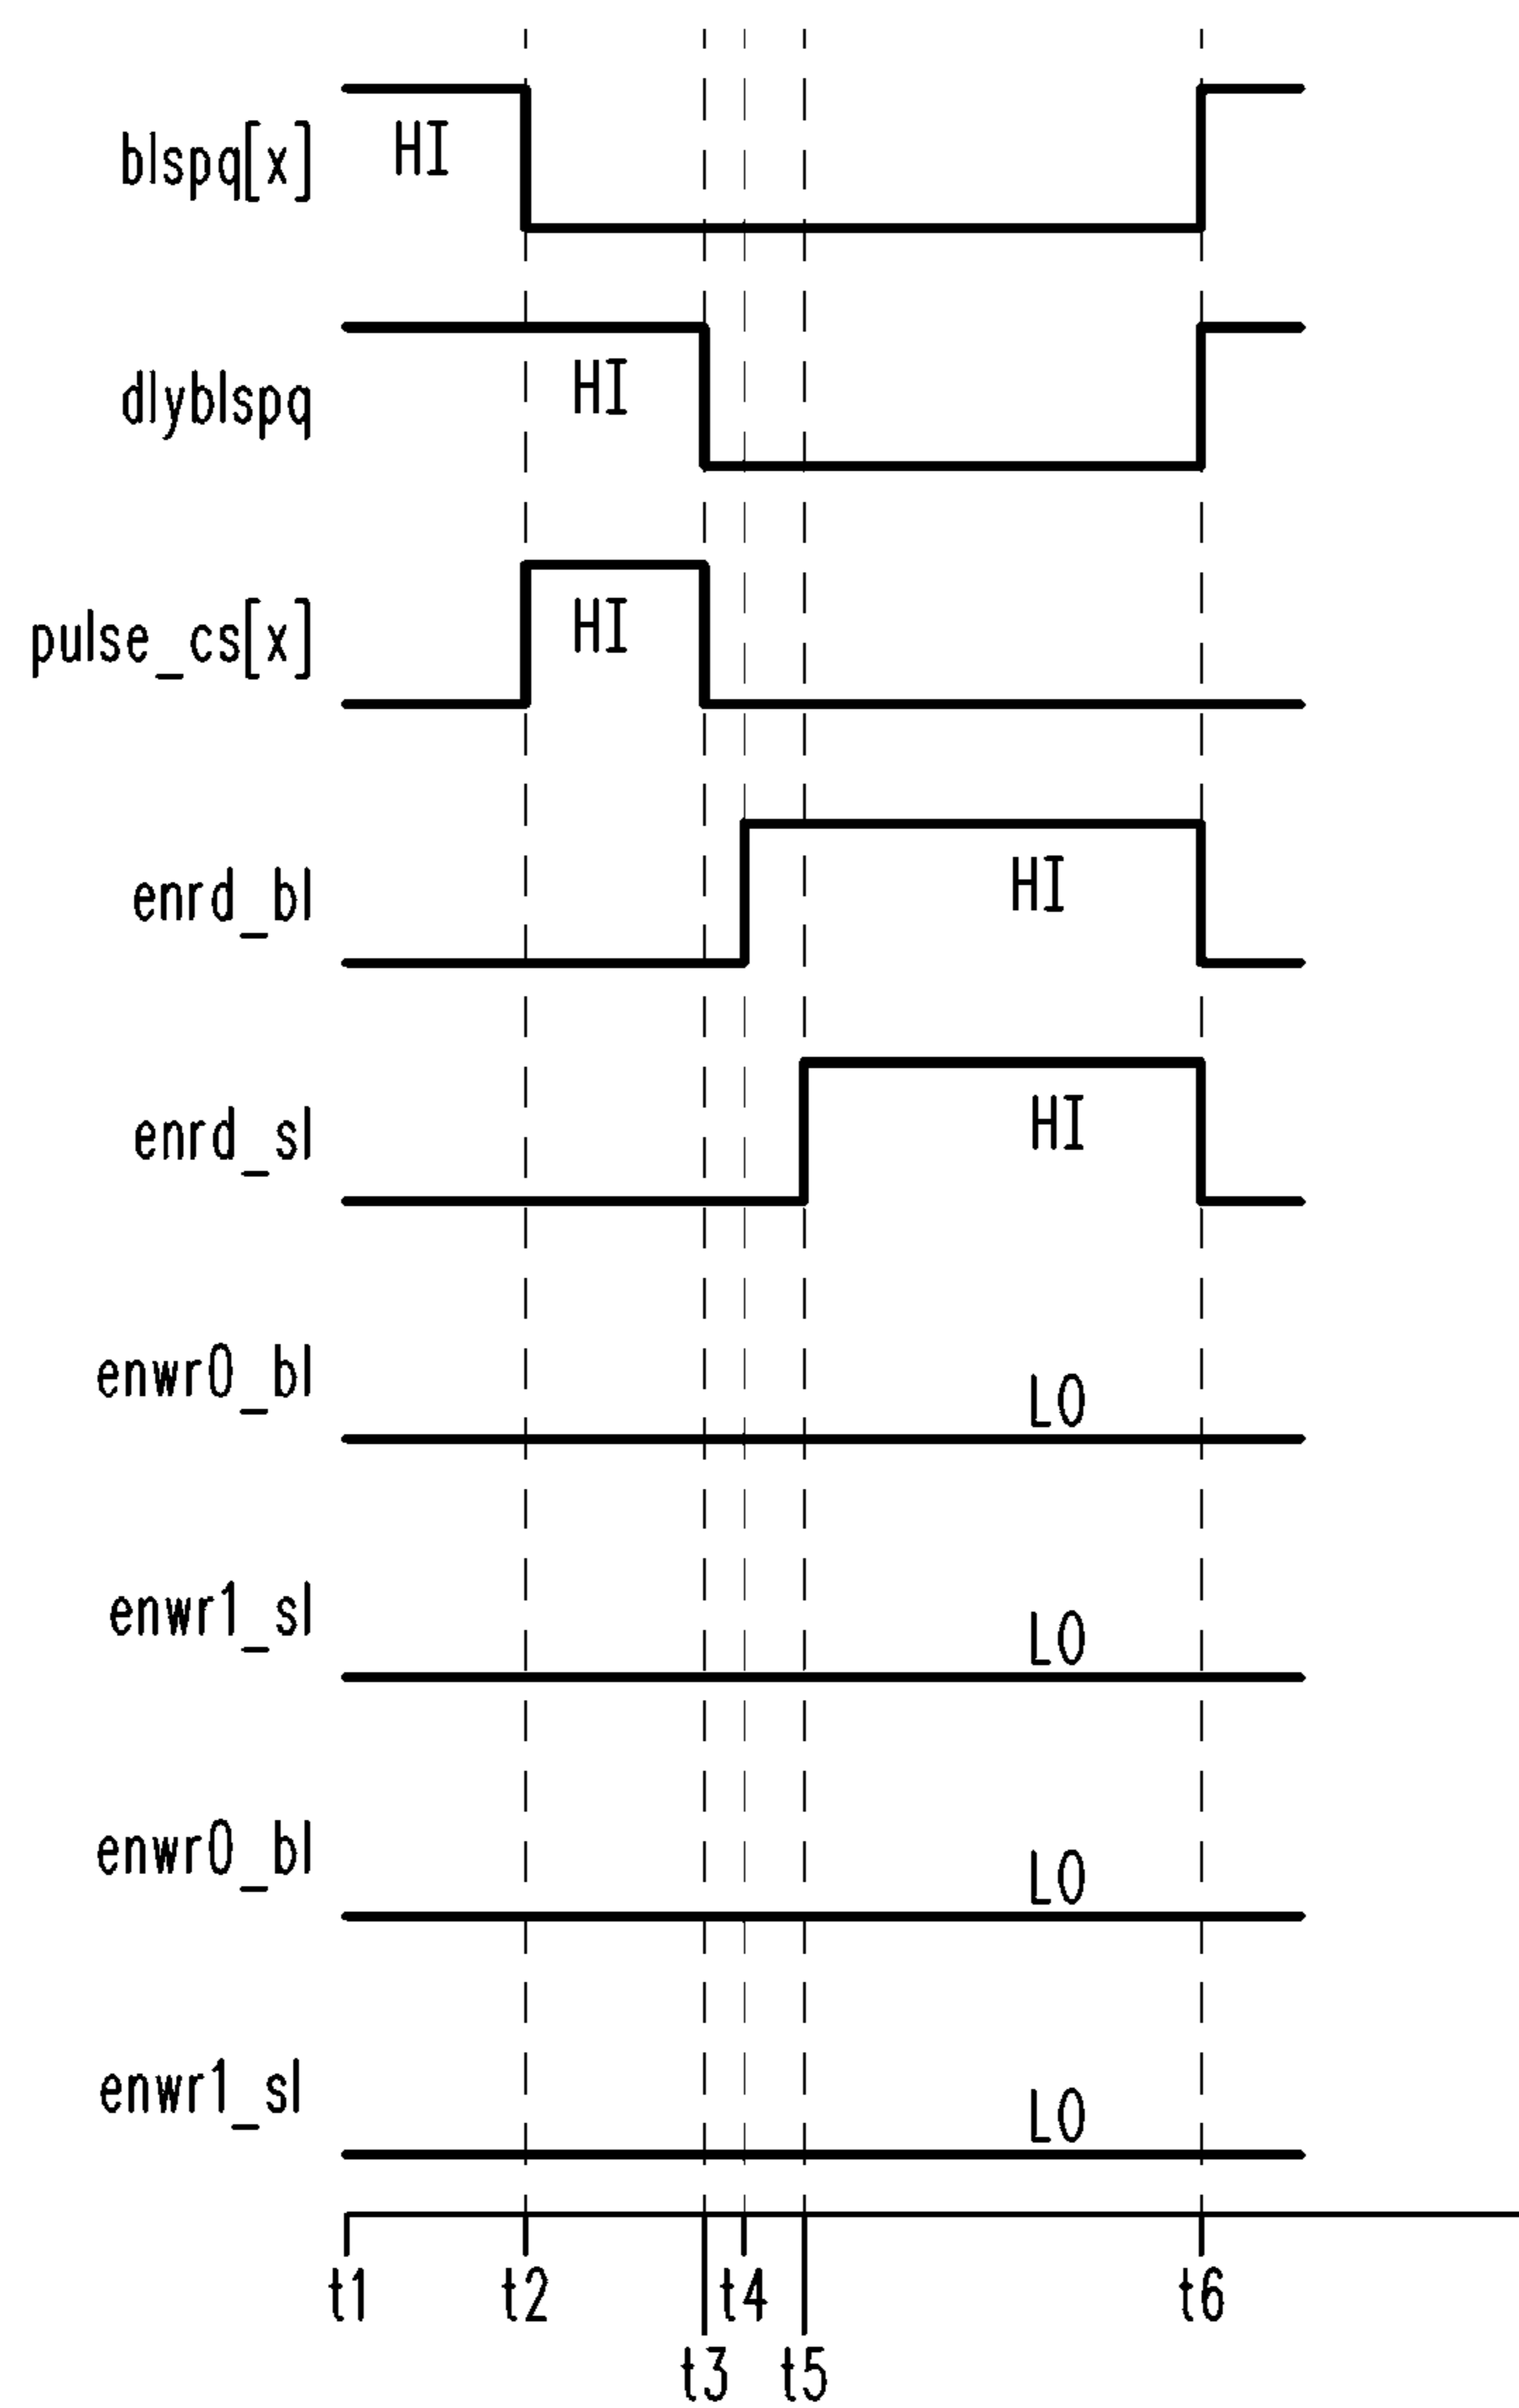 blspq[x]
HI
dlyblspq
HI
pulse_cs[x]
HI
enrd_bl
HI
enrd_sl
HI
enwr0_bl
LO
enwr1_sl
LO
enwr0_bl
LO
enwr1_sl
LO
t1 t2 t4 t6
t3 t5